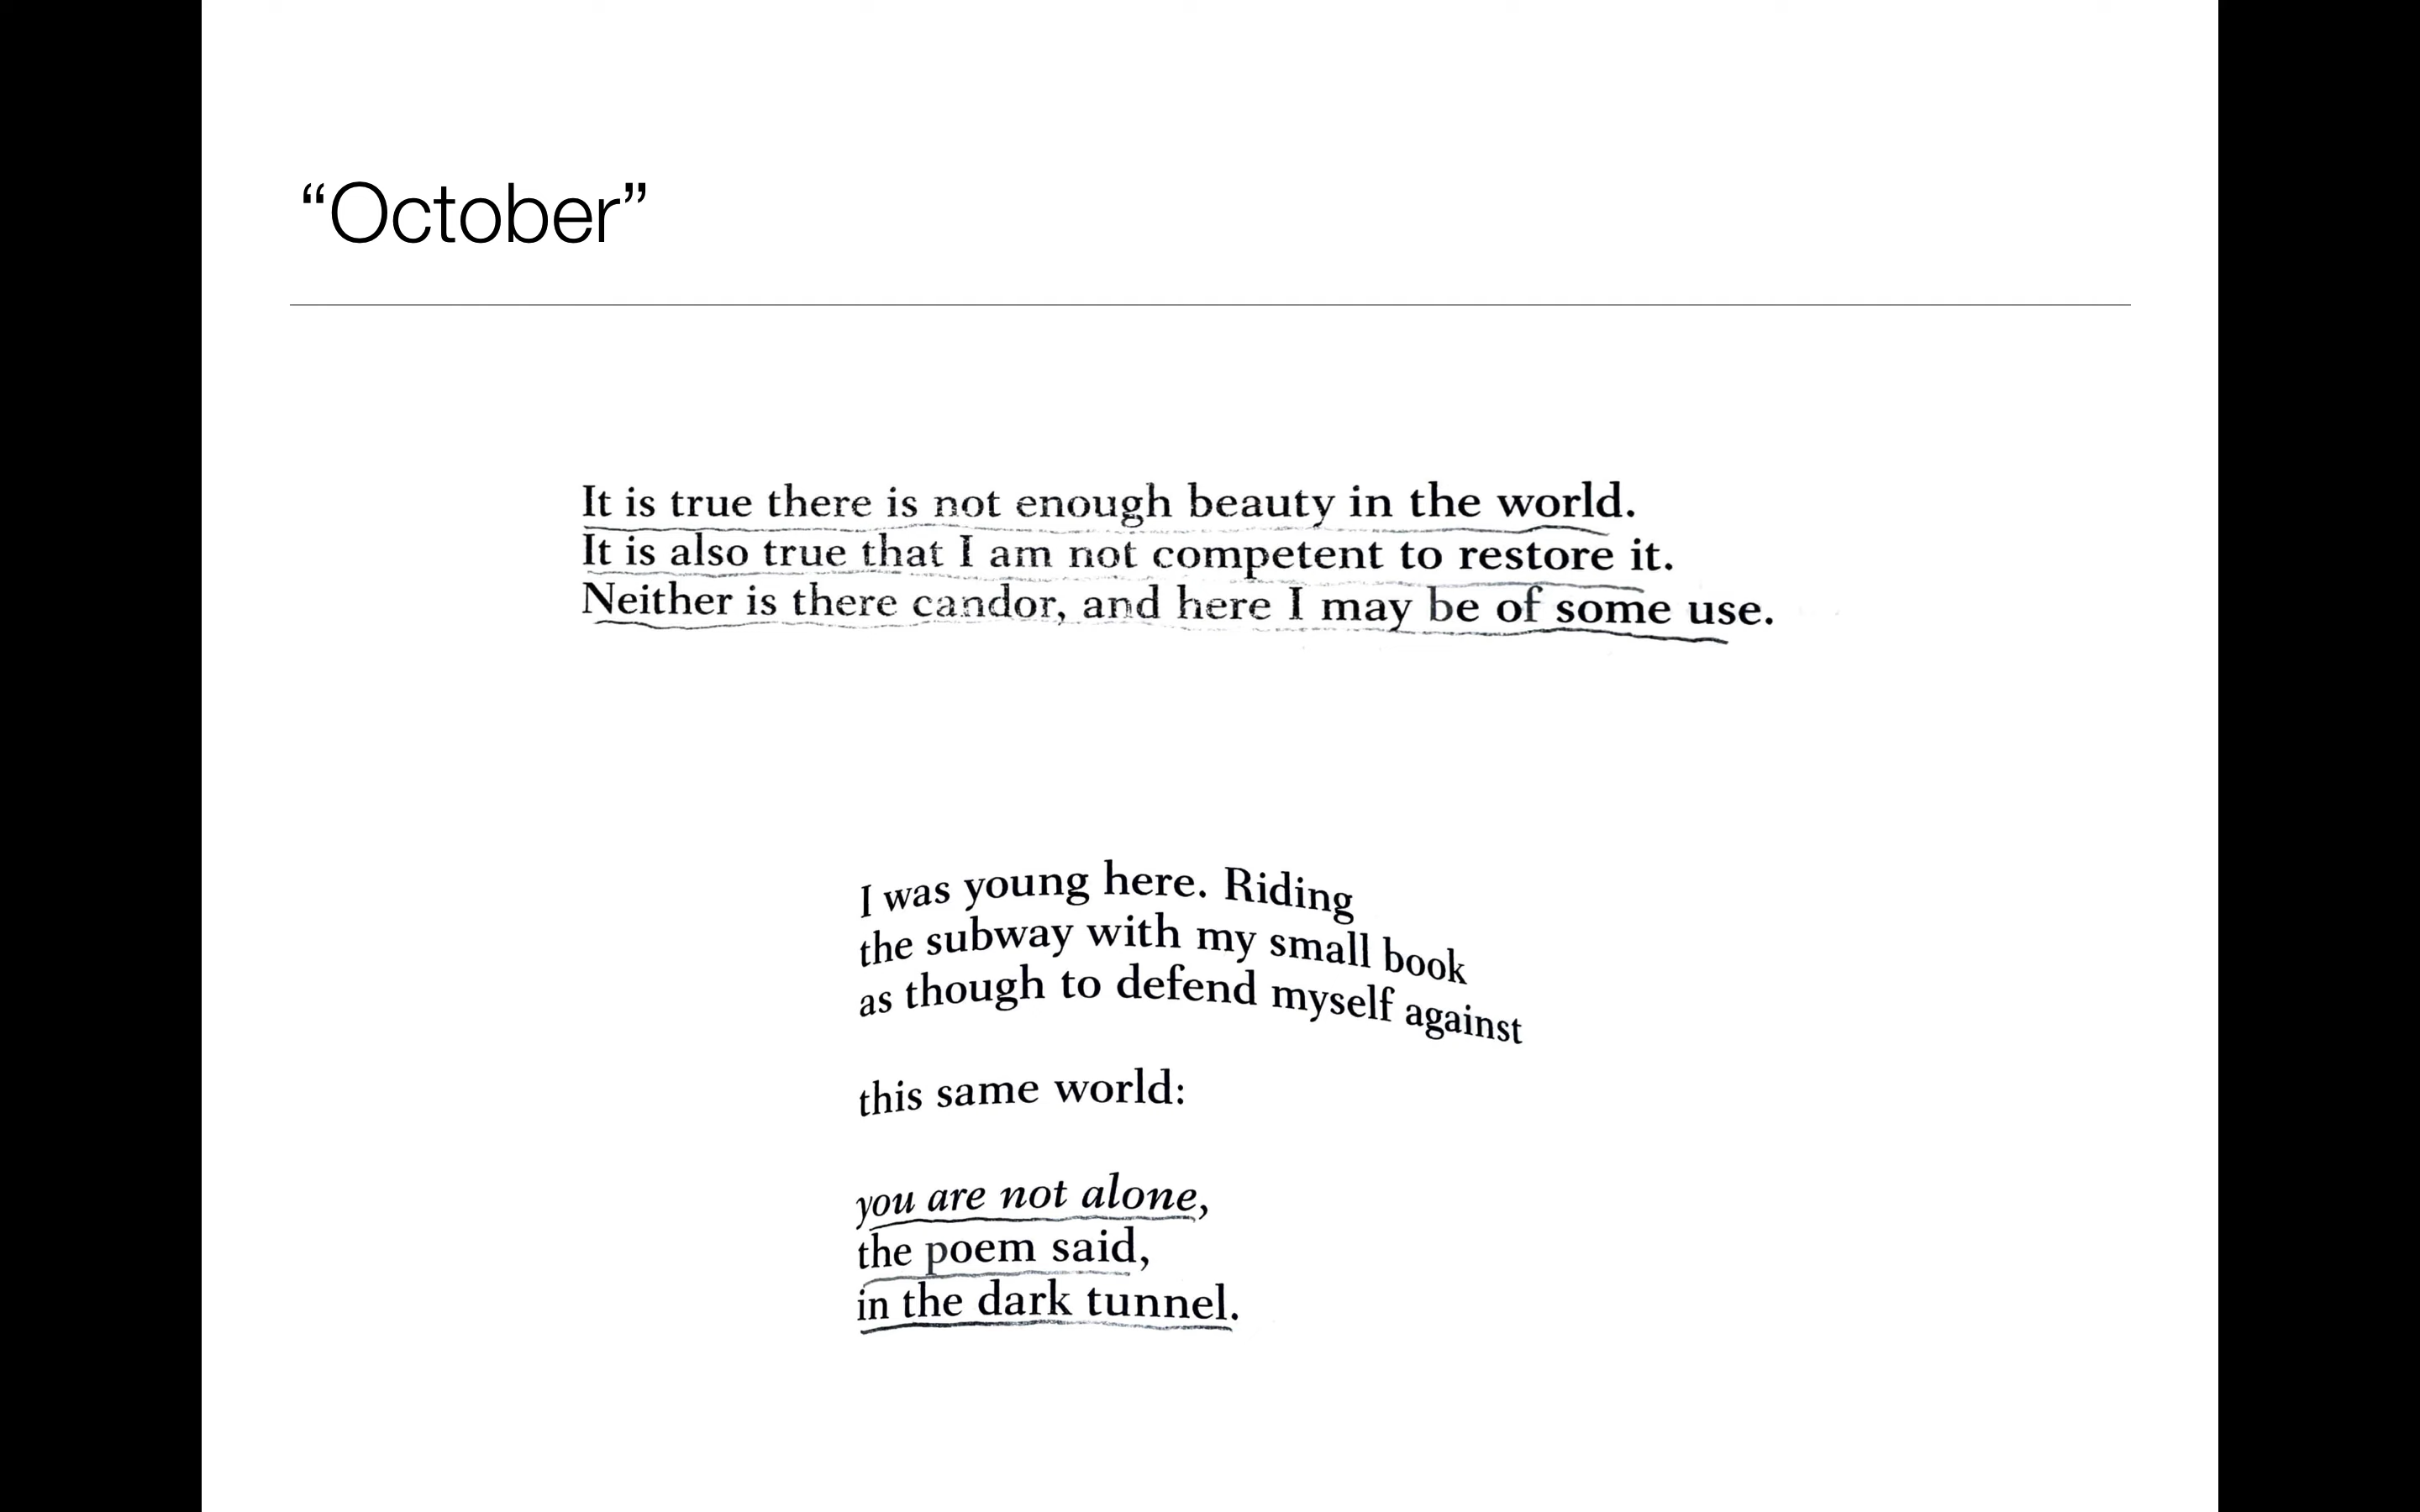 “October”
It is true there is not enough beauty in the world.
It is also true that I am not competent to restore it.
Neither is there candor, and here I may be of some use.
I was young here. Riding
the subway with my small book
as though to defend myself against
this same world:
you are not alone,
the poem said,
in the dark tunnel.